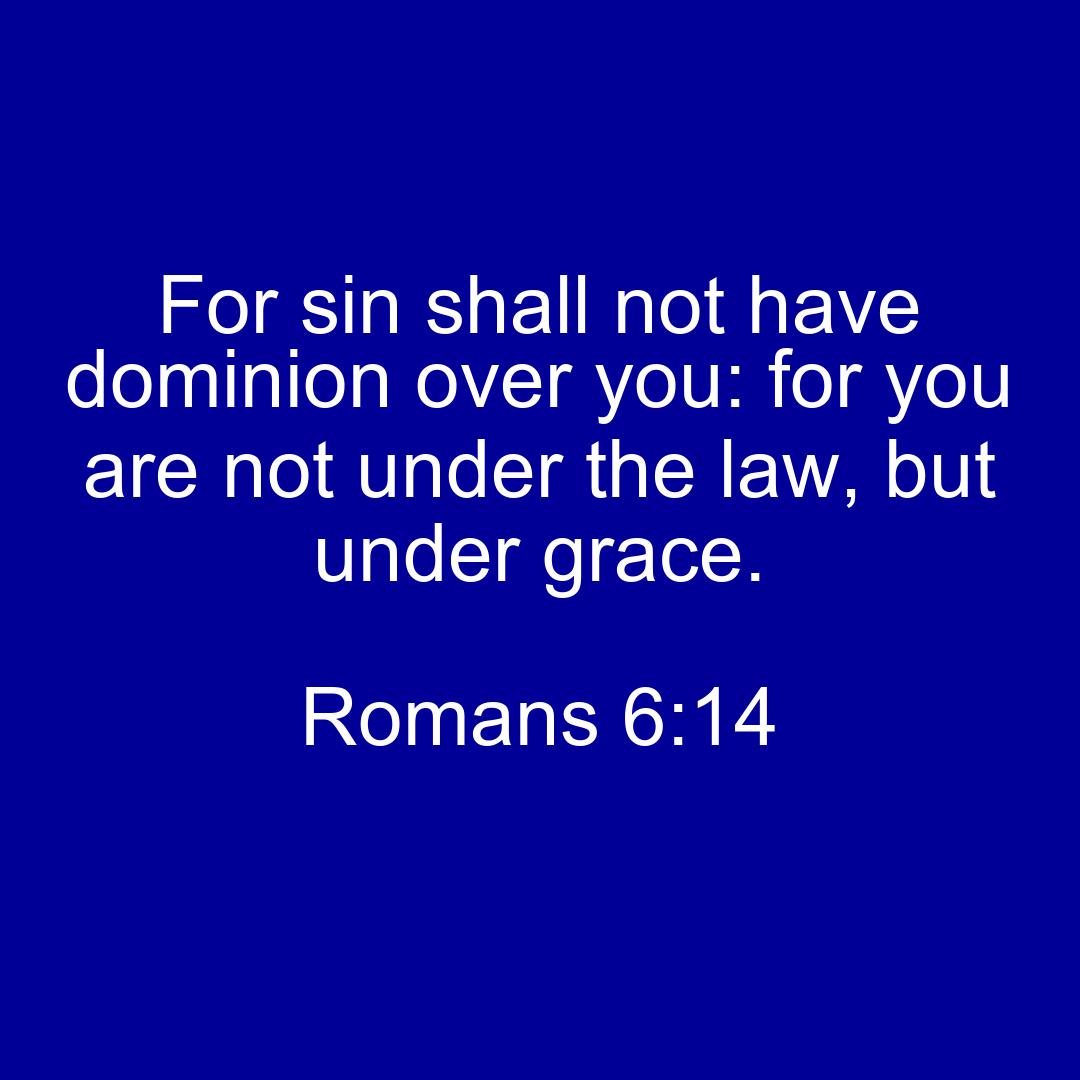 For sin shall not have
dominion over you: for you
are not under the law, but
under grace.
Romans 6:14